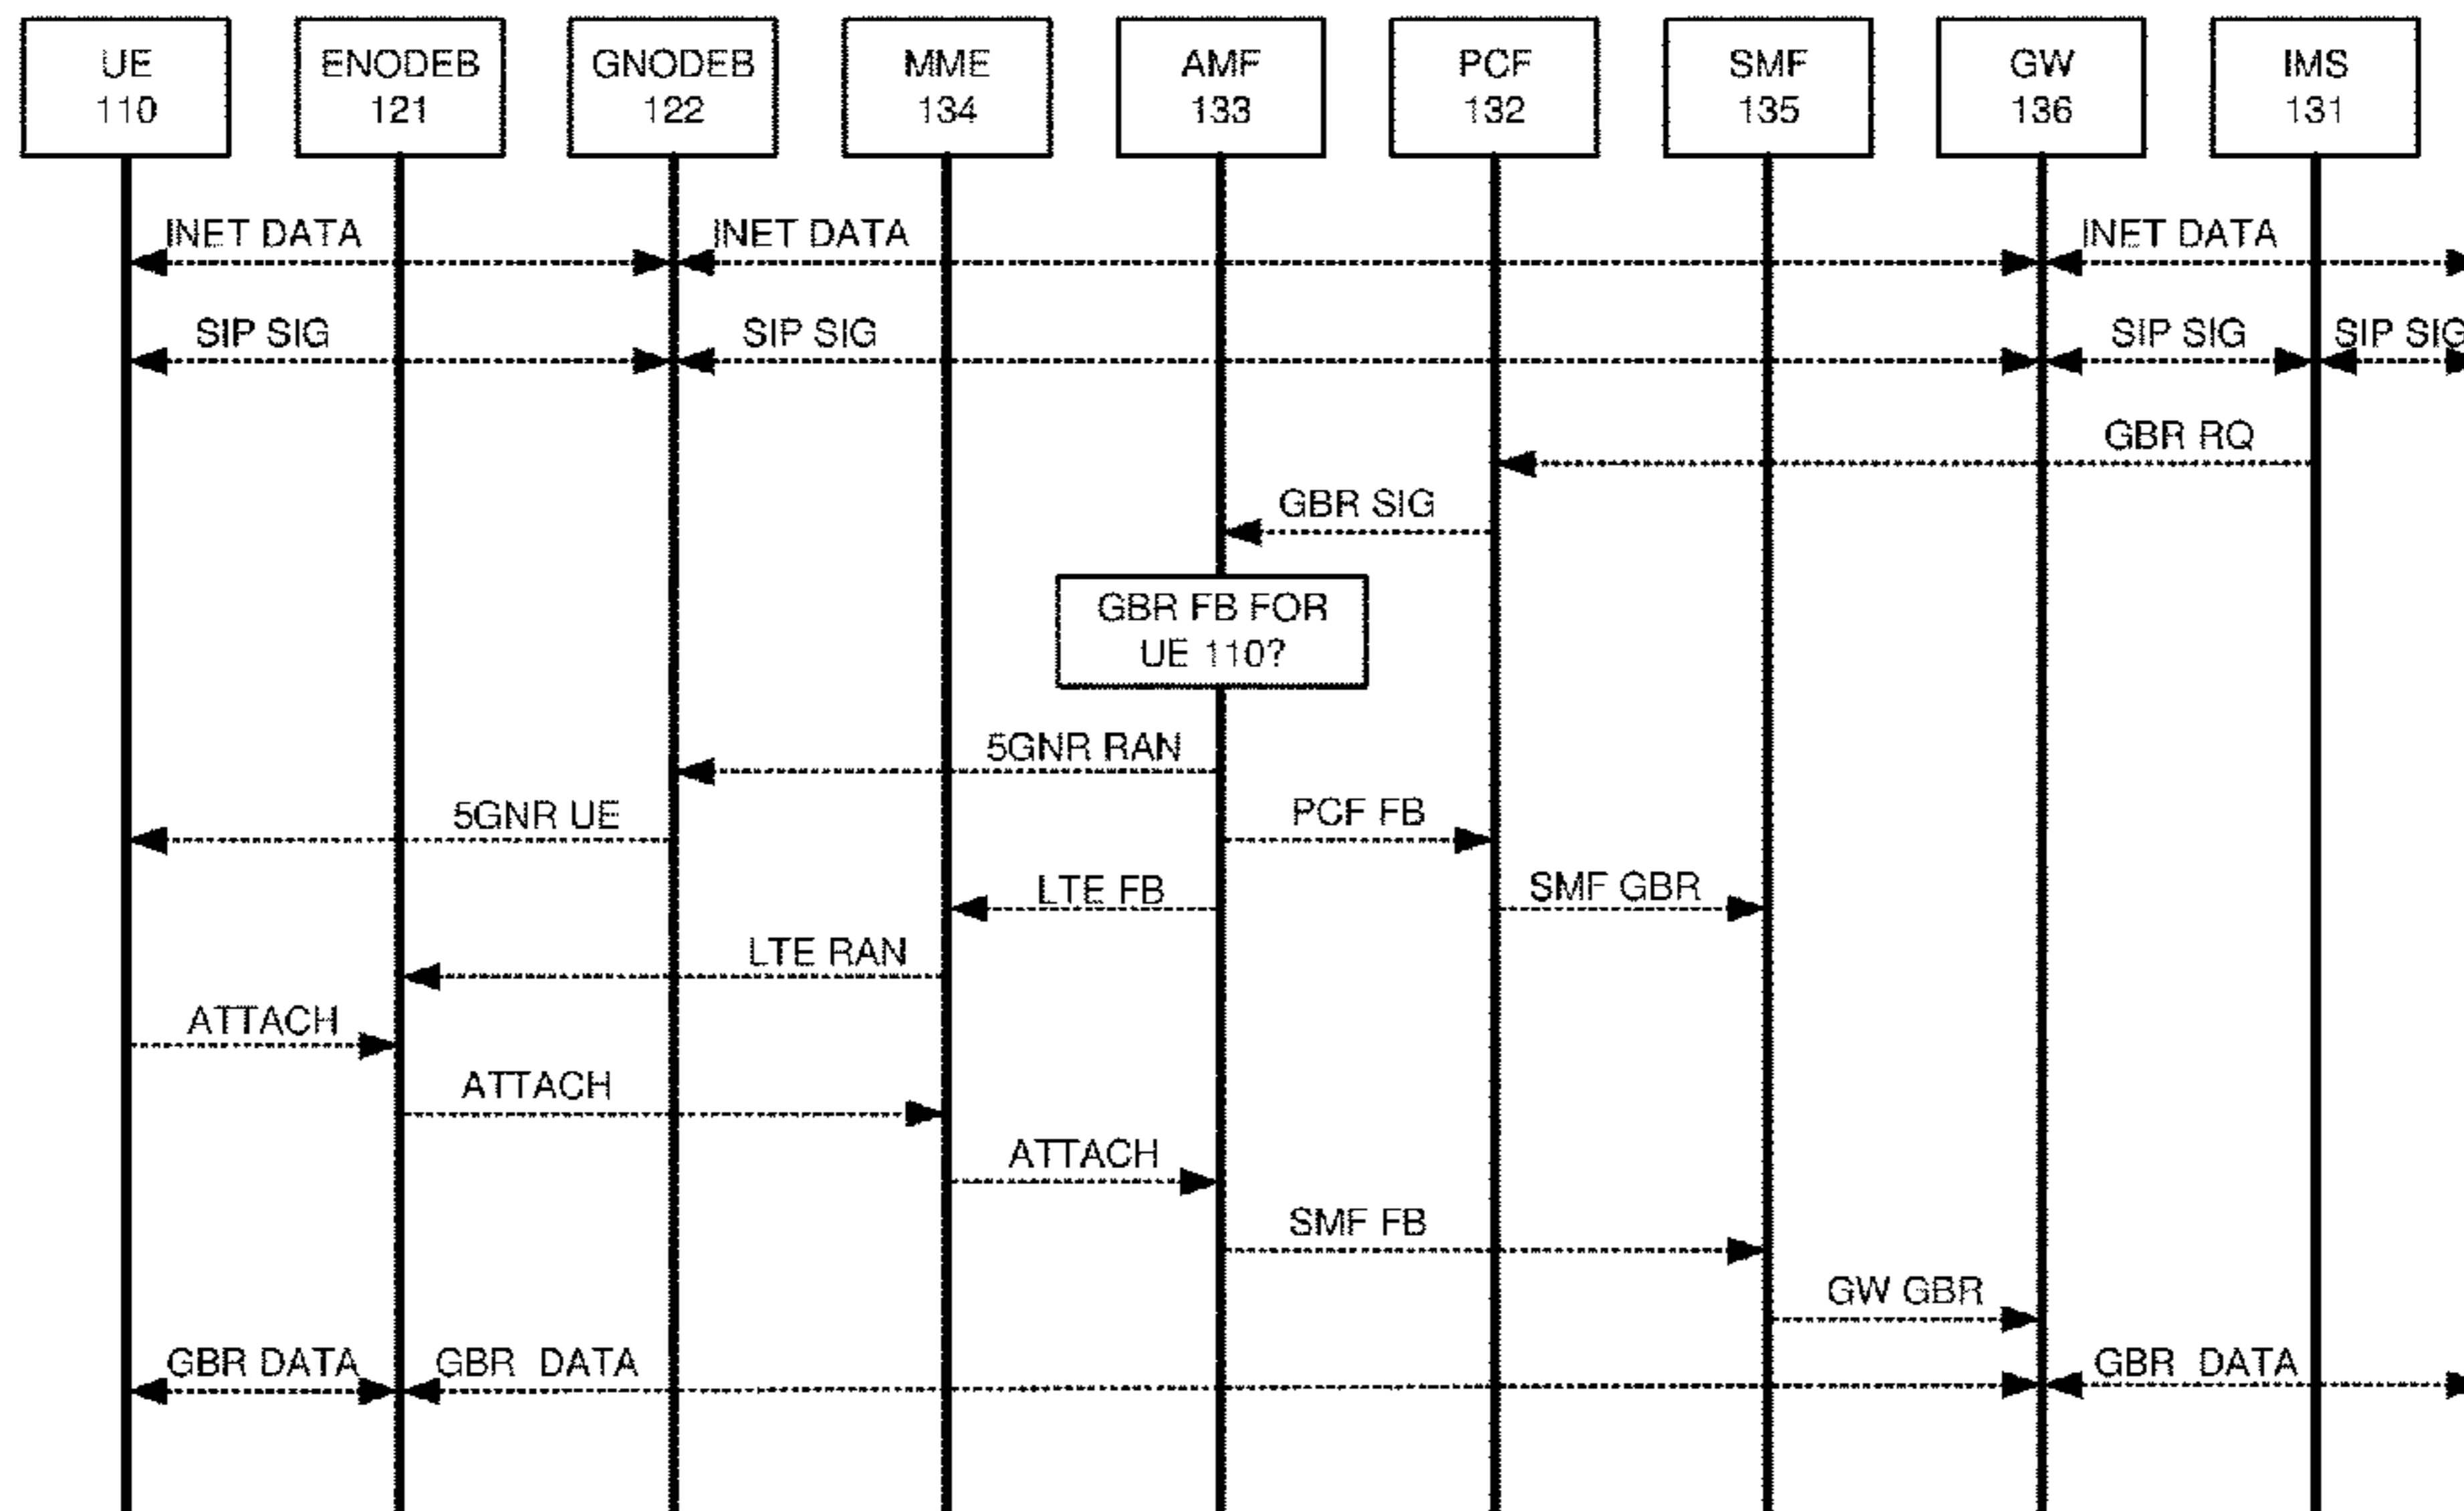 UE
110
ENODEB
121
GNODEB
122
MME
134
AMF
133
PCF
132
SMF
135
GW
136
IMS
131
INET DATA
INET DATA
INET DATA
SIP SIG
SIP SIG
SIP SIG
SIP SIG
GBR RQ
GBR SIG
GBR FB FOR
UE 110?
5GNR RAN
5GNR UE
PCF FB
LTE FB
SMF GBR
LTE RAN
ATTACH
ATTACH
ATTACH
SMF FB
GW GBR
GBR DATA
GBR DATA
GBR DATA